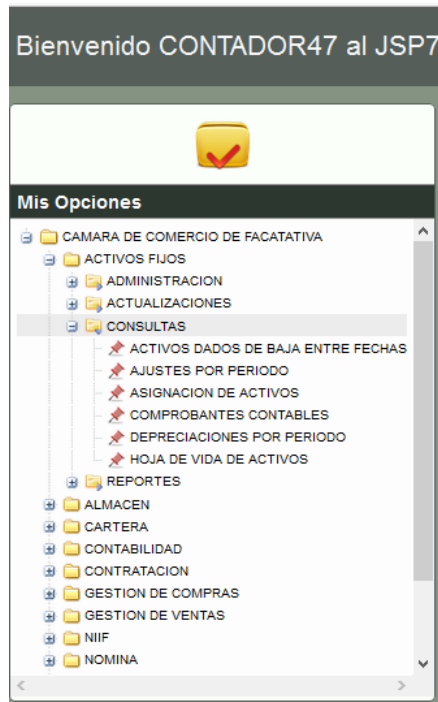 Bienvenido CONTADOR47 al JSP7
Mis Opciones
CAMARA DE COMERCIO DE FACATATIVA
ACTIVOS FIJOS
ADMINISTRACION
ACTUALIZACIONES
CONSULTAS
ACTIVOS DADOS DE BAJA ENTRE FECHAS
AJUSTES POR PERIODO
ASIGNACION DE ACTIVOS
COMPROBANTES CONTABLES
DEPRECIACIONES POR PERIODO
HOJA DE VIDA DE ACTIVOS
REPORTES
ALMACEN
CARTERA
CONTABILIDAD
CONTRATACION
GESTION DE COMPRAS
GESTION DE VENTAS
NIIF
NOMINA